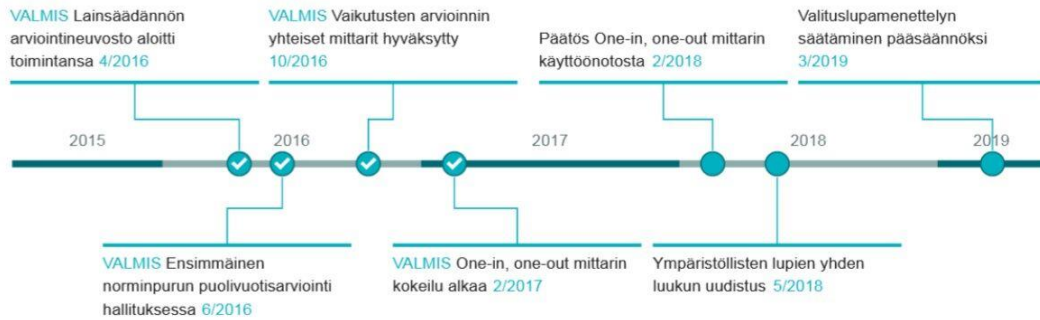 VALMIS Lainsäädännön
arviointineuvosto aloitti
toimintansa 4/2016
VALMIS Vaikutusten arvioinnin
yhteiset mittarit hyväksytty
10/2016
Päätös One-in, one-out mittarin
käyttöönotosta 2/2018
Valituslupamenettelyn
säätäminen pääsäännöksi
3/2019
2015
2016
2017
2018
2019
VALMIS Ensimmäinen
norminpurun puolivuotisarviointi
hallituksessa 6/2016
VALMIS One-in, one-out mittarin
kokeilu alkaa 2/2017
Ympäristöllisten lupien yhden
luukun uudistus 5/2018